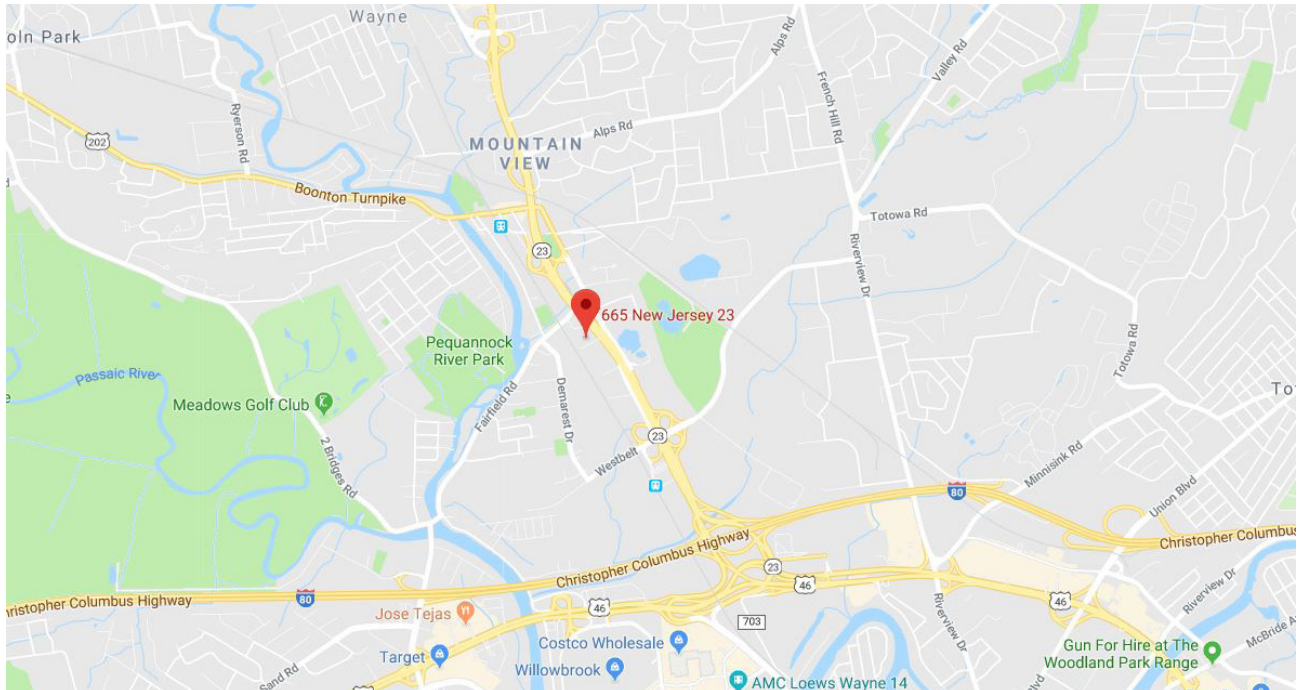 Wayne
oln Park
Alps Rd
Valley Rd
French Hill Rd
Ryerson Rd
202
Alps Rd
MOUNTAIN
VIEW
Boonton Turnpike
Totowa Rd
23
Riverview Dr
665 New Jersey 23
Pequannock
River Park
Totowa Rd
Passaic River
Meadows Golf Club
Fairfield Rd
Demarest Dr
To
23
2 Bridges Rd
Westbelt
Minnisink Rd
80
Union Blvd
Christopher Columbus Highway
Christopher Columbus Highway
23
46
80
hristopher Columbus Highway
46
46
Jose Tejas
703
Riverview Dr
Riverview Dr
McBride A
Costco Wholesale
Gun For Hire at The
Woodland Park Range
Target
Willowbrook
Sand Rd
AMC Loews Wayne 14
lvd